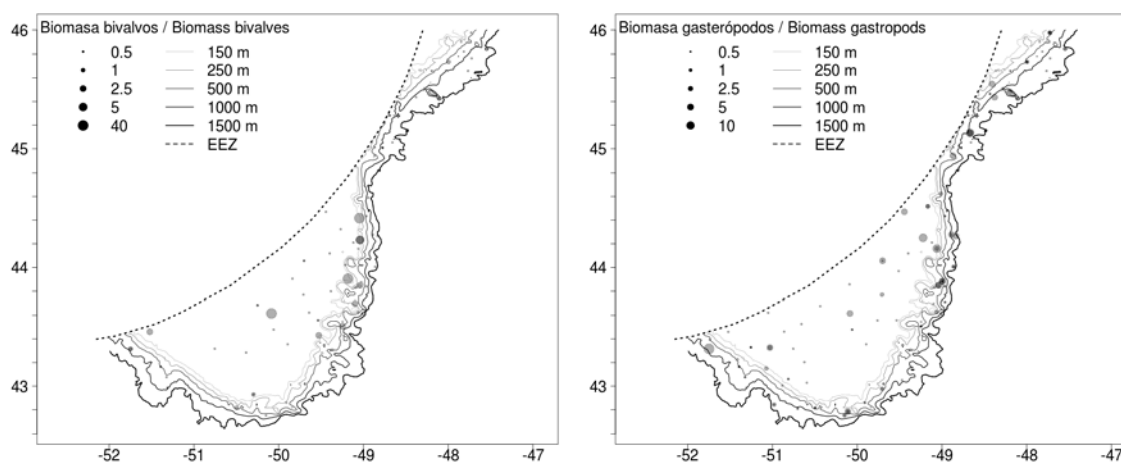 Biomasa bivalvos / Biomass bivalves
0.5 150 m
1 250 m
2.5 500 m
5 1000 m
40 1500 m
EEZ
46
45
44
43
-52 -51 -50 -49 -48 -47
Biomasa gasterópodos / Biomass gastropods
0.5 150 m
1 250 m
2.5 500 m
5 1000 m
10 1500 m
EEZ
46
45
44
43
-52 -51 -50 -49 -48 -47